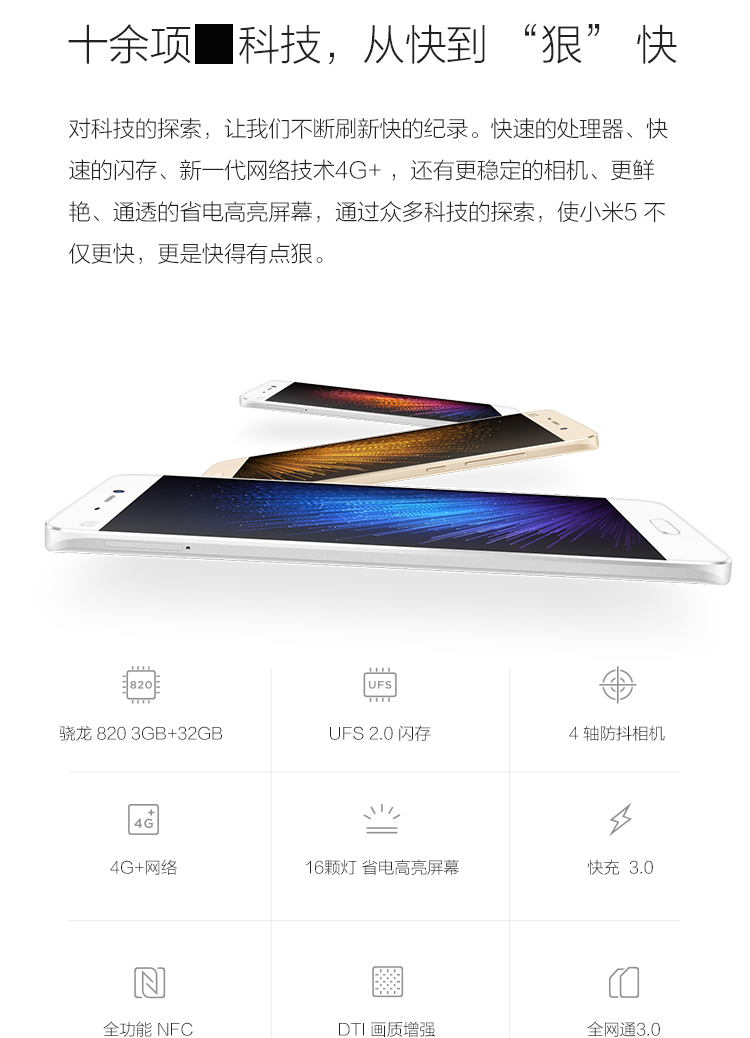 十余项科技，从快到 “狠” 快
对科技的探索，让我们不断刷新快的纪录。快速的处理器、快
速的闪存、新一代网络技术4G+ ，还有更稳定的相机、更鲜
艳、通透的省电高亮屏幕，通过众多科技的探索，使小米5 不
仅更快，更是快得有点狠。
820
UFS
骁龙 820 3GB+32GB
UFS 2.0 闪存
4 轴防抖相机
4G+
4G+网络
16颗灯 省电高亮屏幕
快充 3.0
全功能 NFC
DTI 画质增强
全网通3.0